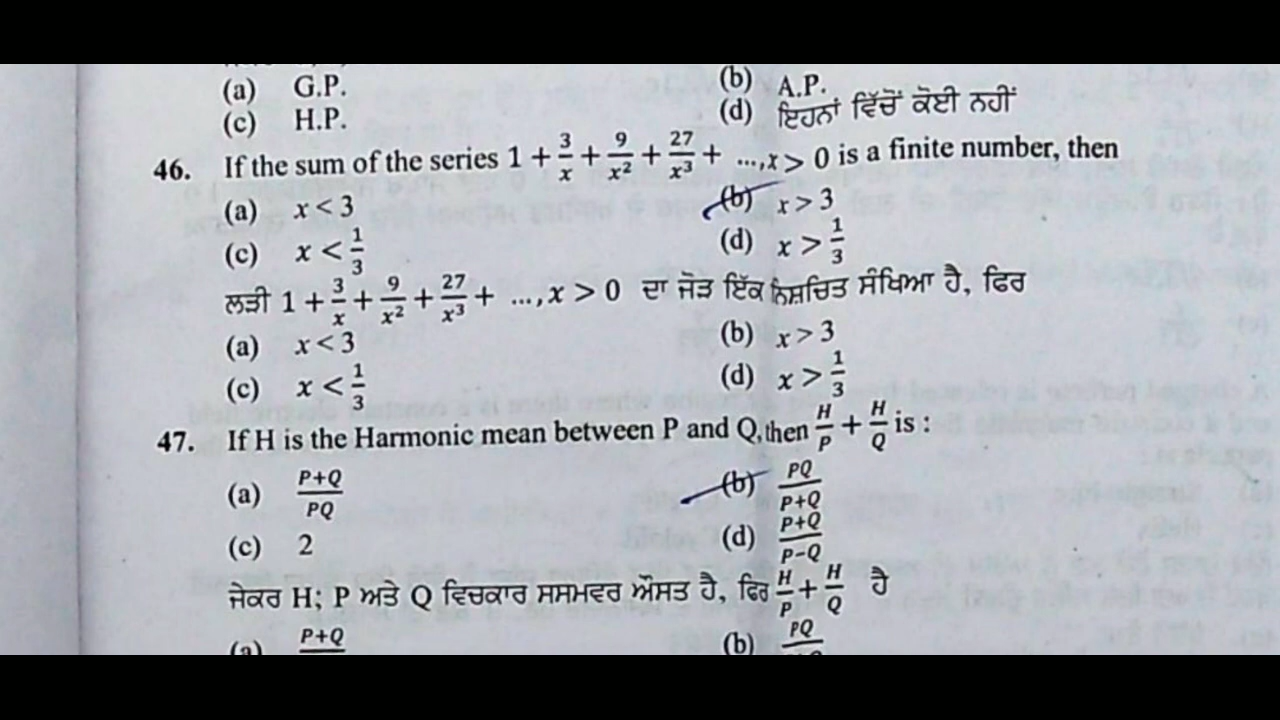 (a) G.P. (b) A.P.
(c) H.P. (d) ਇਹਨਾਂ ਵਿੱਚੋਂ ਕੋਈ ਨਹੀਂ
46. If the sum of the series 1 + 3/x + 9/x² + 27/x³ + ...,x > 0 is a finite number, then
(a) x < 3 (b) x > 3
(c) x < 1/3 (d) x > 1/3
ਲੜੀ 1 + 3/x + 9/x² + 27/x³ + ...,x > 0 ਦਾ ਜੋੜ ਇੱਕ ਨਿਸ਼ਚਿਤ ਸੰਖਿਆ ਹੈ, ਫਿਰ
(a) x < 3 (b) x > 3
(c) x < 1/3 (d) x > 1/3
47. If H is the Harmonic mean between P and Q, then H/P + H/Q is :
(a) P+Q/PQ (b) PQ/P+Q
(c) 2 (d) P+Q/P−Q
ਜੇਕਰ H; P ਅਤੇ Q ਵਿਚਕਾਰ ਸਸਮਵਰ ਔਸਤ ਹੈ, ਫਿਰ H/P + H/Q ਹੈ
(a) P+Q (b) PQ